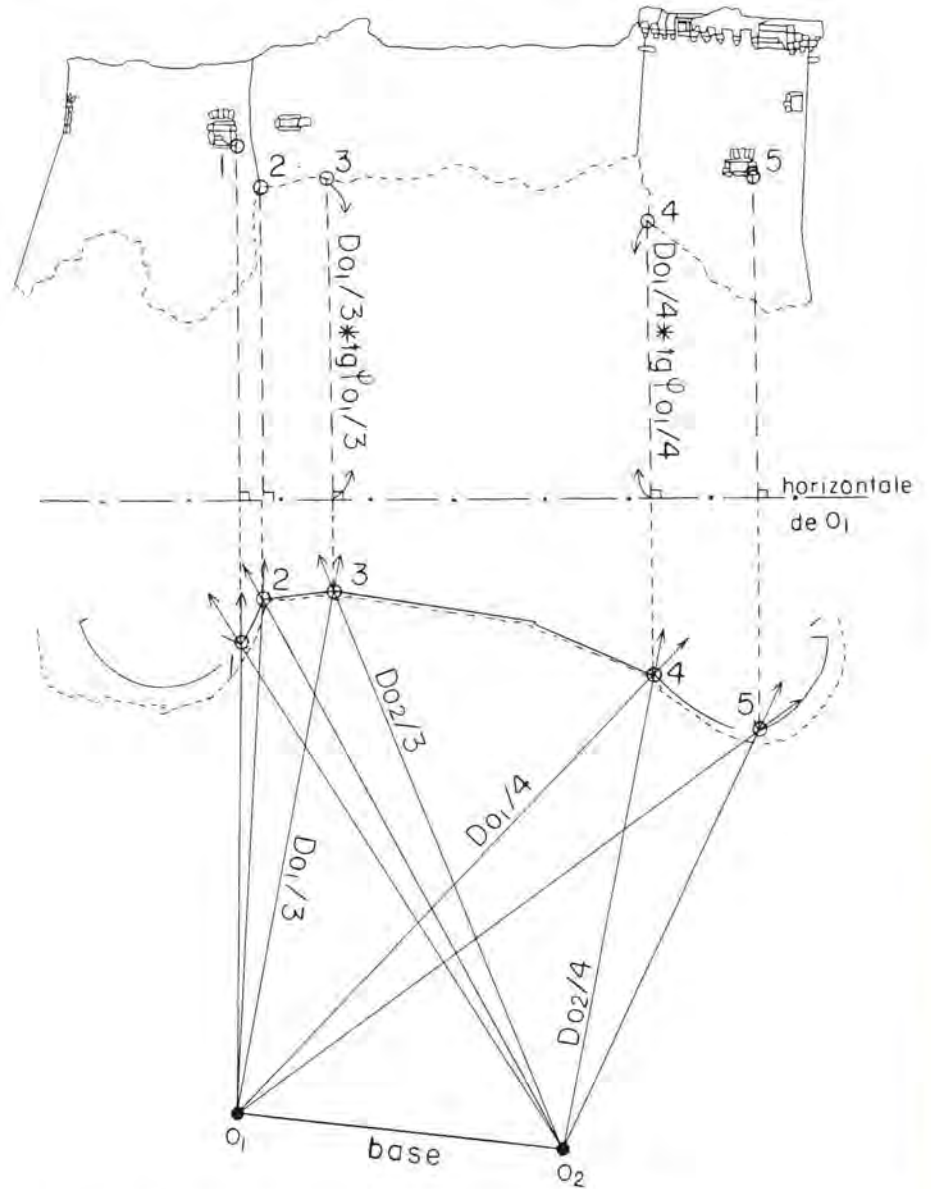 1
2
3
5
4
Do₁/3*tgφo₁/3
Do₁/4*tgφo₁/4
horizontale
de O₁
2
3
4
5
Do2/3
Do₁/4
Do₁/3
Do2/4
O₁
base
O₂